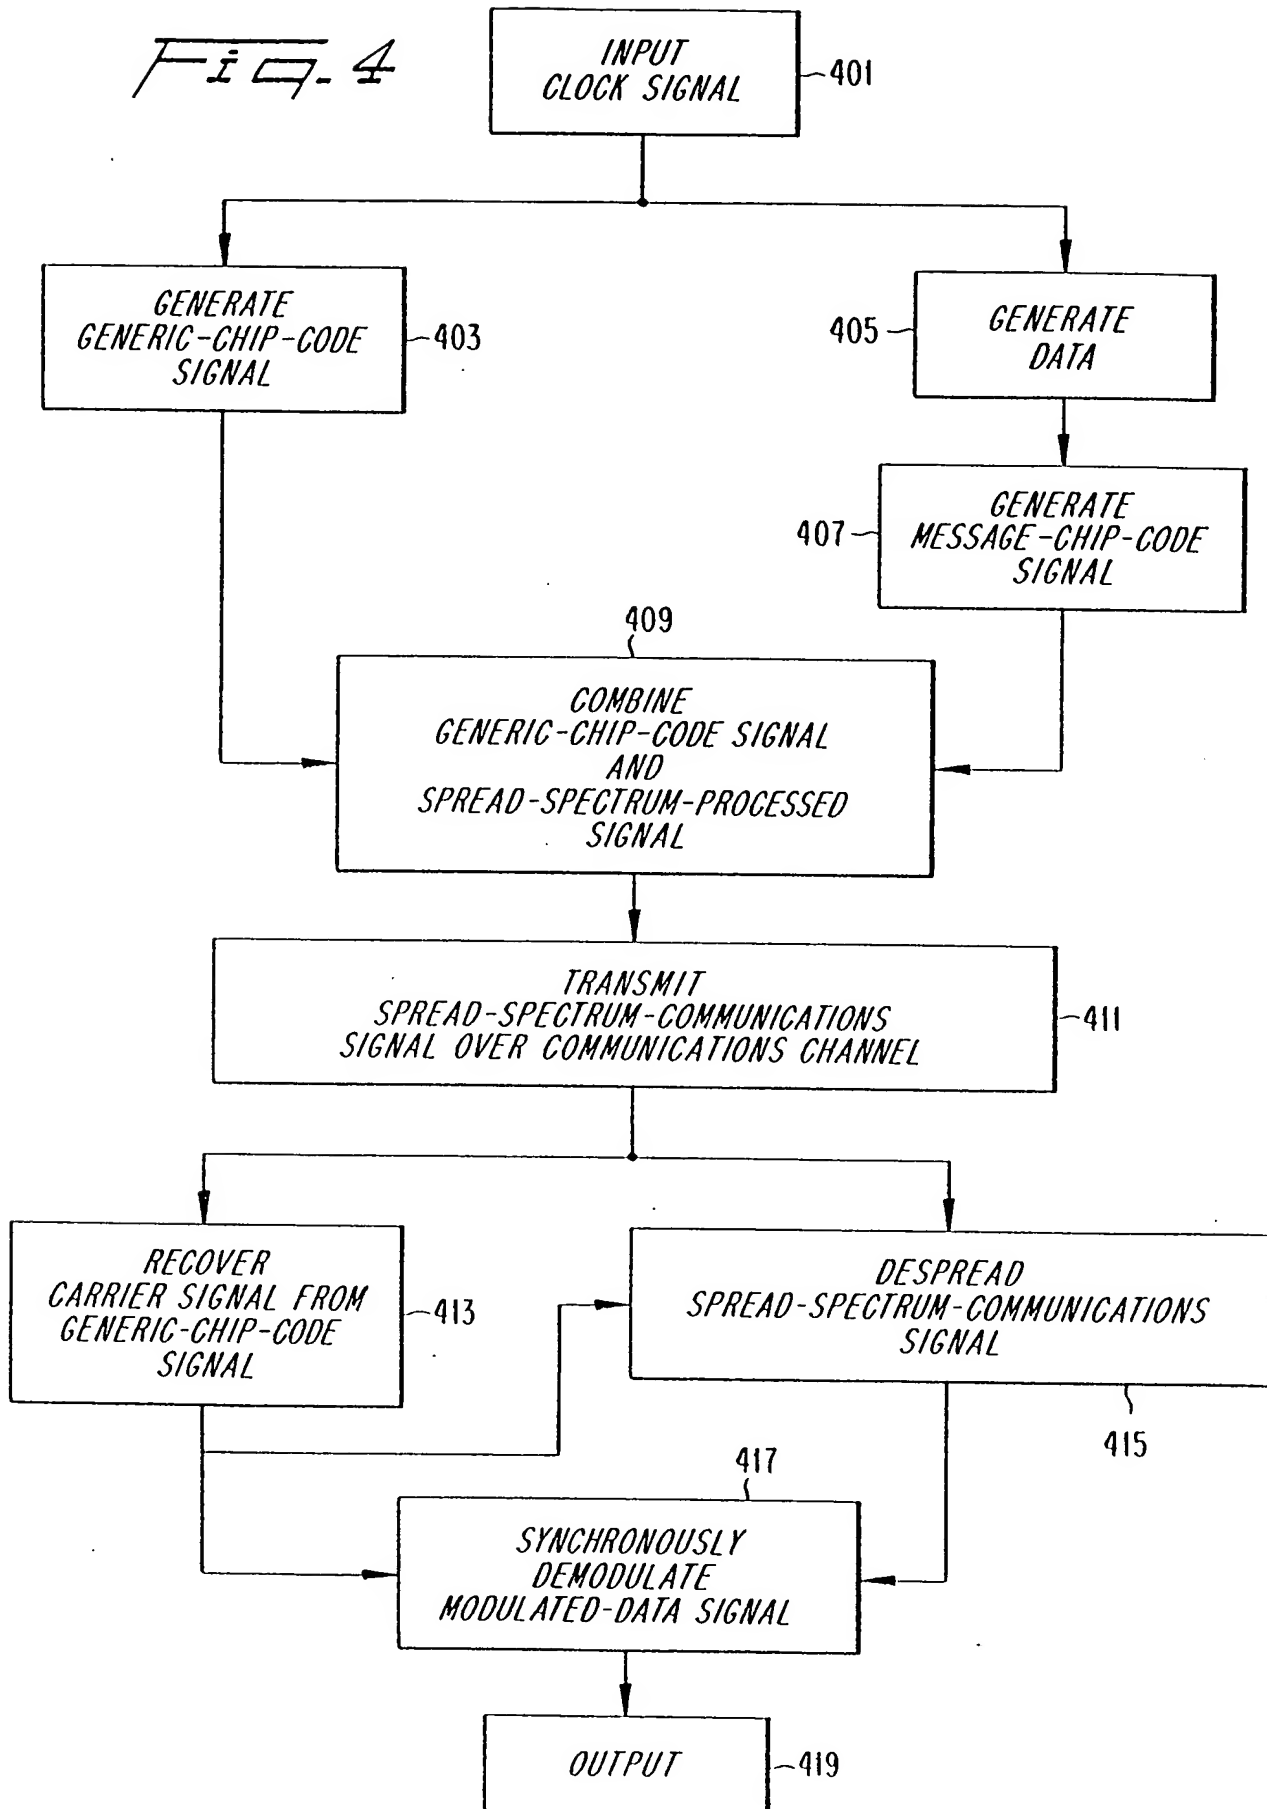 Fig. 4
INPUT
CLOCK SIGNAL
401
GENERATE
GENERIC-CHIP-CODE
SIGNAL
403
405
GENERATE
DATA
407
GENERATE
MESSAGE-CHIP-CODE
SIGNAL
409
COMBINE
GENERIC-CHIP-CODE SIGNAL
AND
SPREAD-SPECTRUM-PROCESSED
SIGNAL
TRANSMIT
SPREAD-SPECTRUM-COMMUNICATIONS
SIGNAL OVER COMMUNICATIONS CHANNEL
411
RECOVER
CARRIER SIGNAL FROM
GENERIC-CHIP-CODE
SIGNAL
413
DESPREAD
SPREAD-SPECTRUM-COMMUNICATIONS
SIGNAL
415
417
SYNCHRONOUSLY
DEMODULATE
MODULATED-DATA SIGNAL
OUTPUT
419